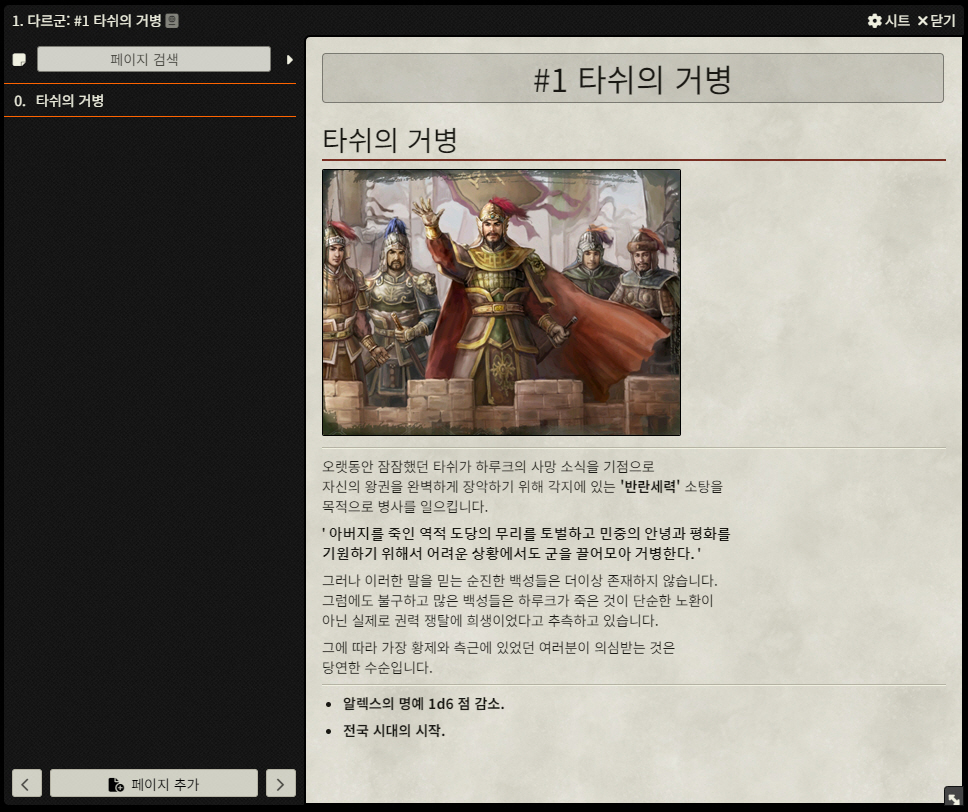 1. 다르군: #1 타쉬의 거병
시트
닫기
페이지 검색
0. 타쉬의 거병
페이지 추가
#1 타쉬의 거병
타쉬의 거병
오랫동안 잠잠했던 타쉬가 하루크의 사망 소식을 기점으로
자신의 왕권을 완벽하게 장악하기 위해 각지에 있는 '반란세력' 소탕을
목적으로 병사를 일으킵니다.
' 아버지를 죽인 역적 도당의 무리를 토벌하고 민중의 안녕과 평화를
기원하기 위해서 어려운 상황에서도 군을 끌어모아 거병한다. '
그러나 이러한 말을 믿는 순진한 백성들은 더이상 존재하지 않습니다.
그럼에도 불구하고 많은 백성들은 하루크가 죽은 것이 단순한 노환이
아닌 실제로 권력 쟁탈에 희생이었다고 추측하고 있습니다.
그에 따라 가장 황제와 측근에 있었던 여러분이 의심받는 것은
당연한 수순입니다.
• 알렉스의 명예 1d6 점 감소.
• 전국 시대의 시작.